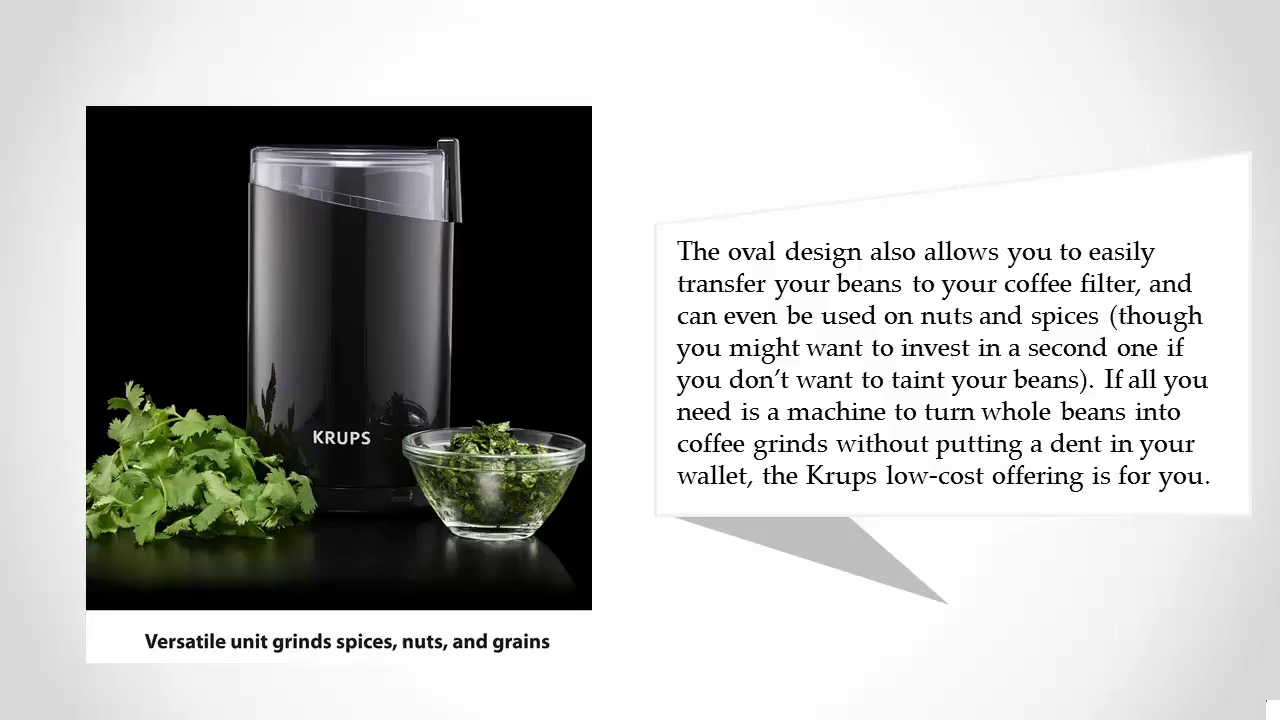 KRUPS
Versatile unit grinds spices, nuts, and grains
The oval design also allows you to easily
transfer your beans to your coffee filter, and
can even be used on nuts and spices (though
you might want to invest in a second one if
you don’t want to taint your beans). If all you
need is a machine to turn whole beans into
coffee grinds without putting a dent in your
wallet, the Krups low-cost offering is for you.